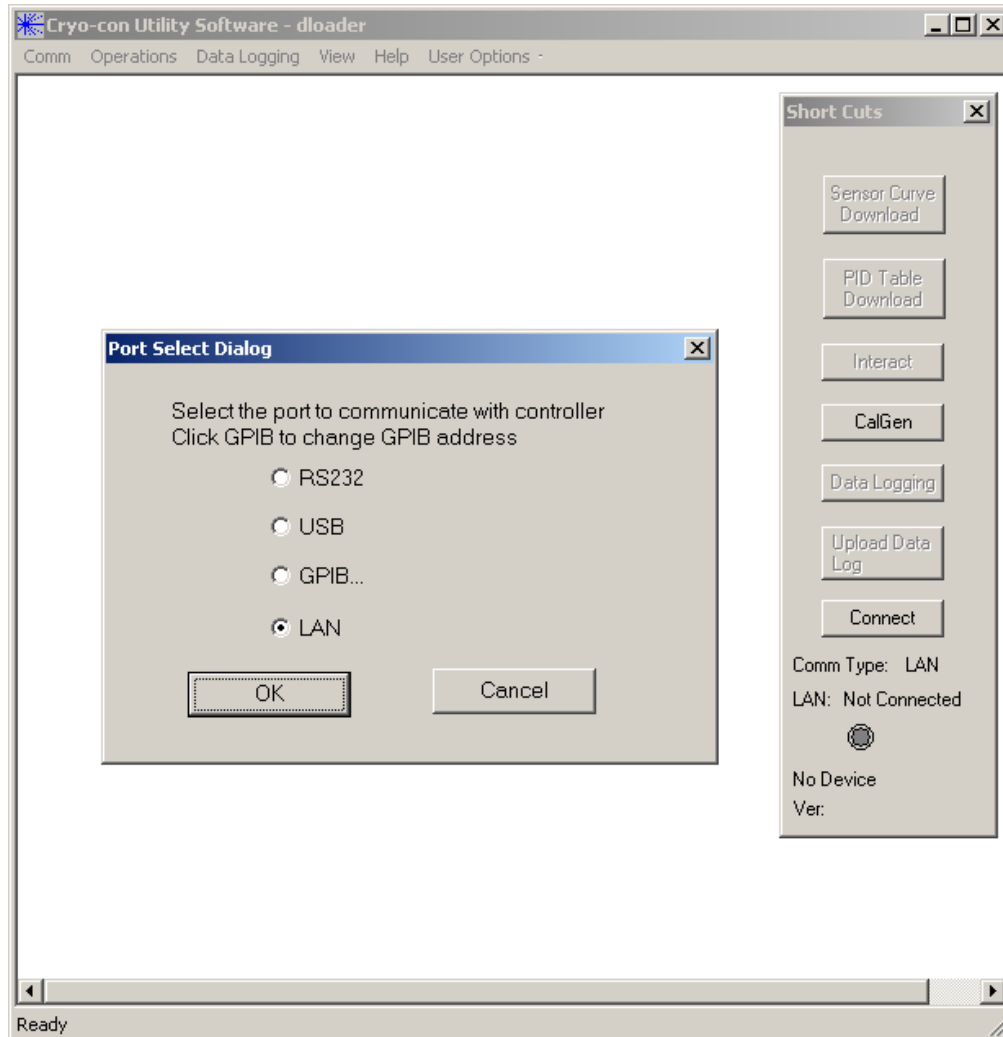 Cryo-con Utility Software - dloader
Comm Operations Data Logging View Help User Options -
Short Cuts
Sensor Curve
Download
PID Table
Download
Interact
CalGen
Data Logging
Upload Data
Log
Connect
Comm Type: LAN
LAN: Not Connected
No Device
Ver:
Port Select Dialog
Select the port to communicate with controller
Click GPIB to change GPIB address
RS232
USB
GPIB...
LAN
OK Cancel
Ready